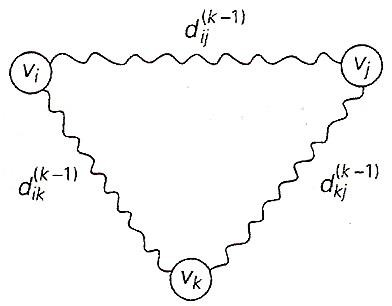 d_{ij}^{(k-1)}
v_i
v_j
d_{ik}^{(k-1)}
d_{kj}^{(k-1)}
v_k